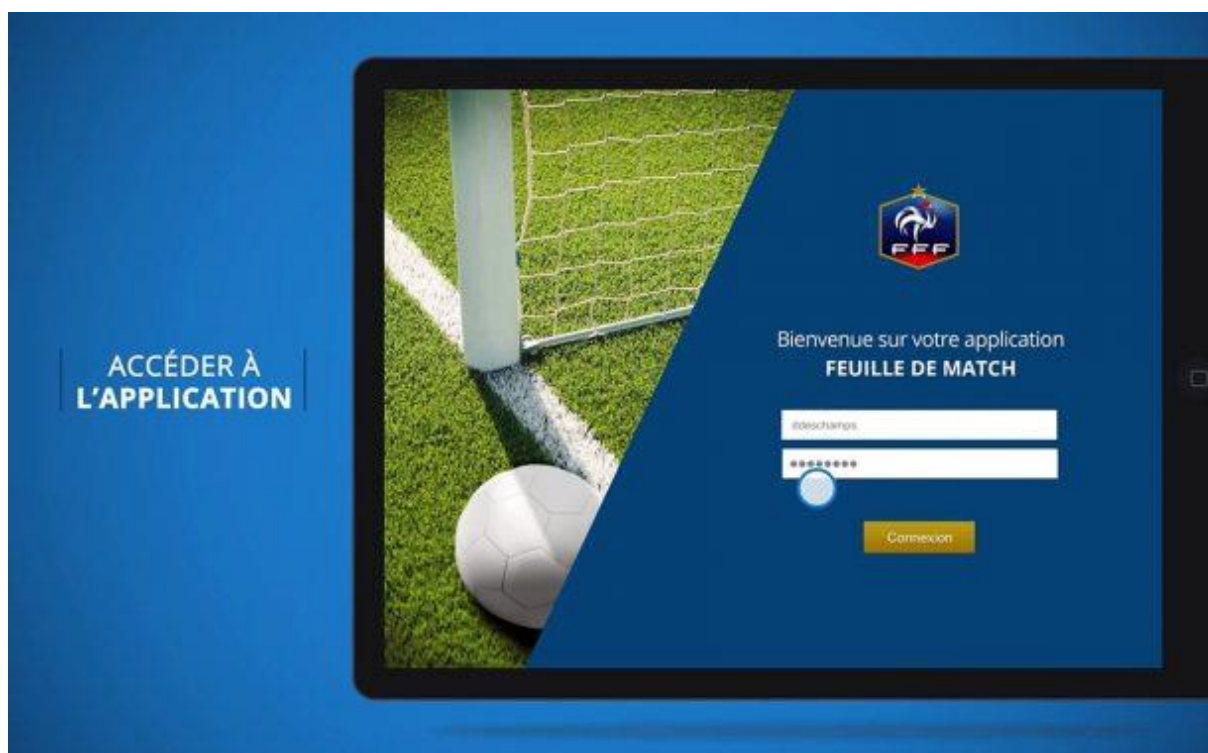 ACCÉDER À
L'APPLICATION
FFF
Bienvenue sur votre application
FEUILLE DE MATCH
ddeschamps
●●●●●●●●
Connexion